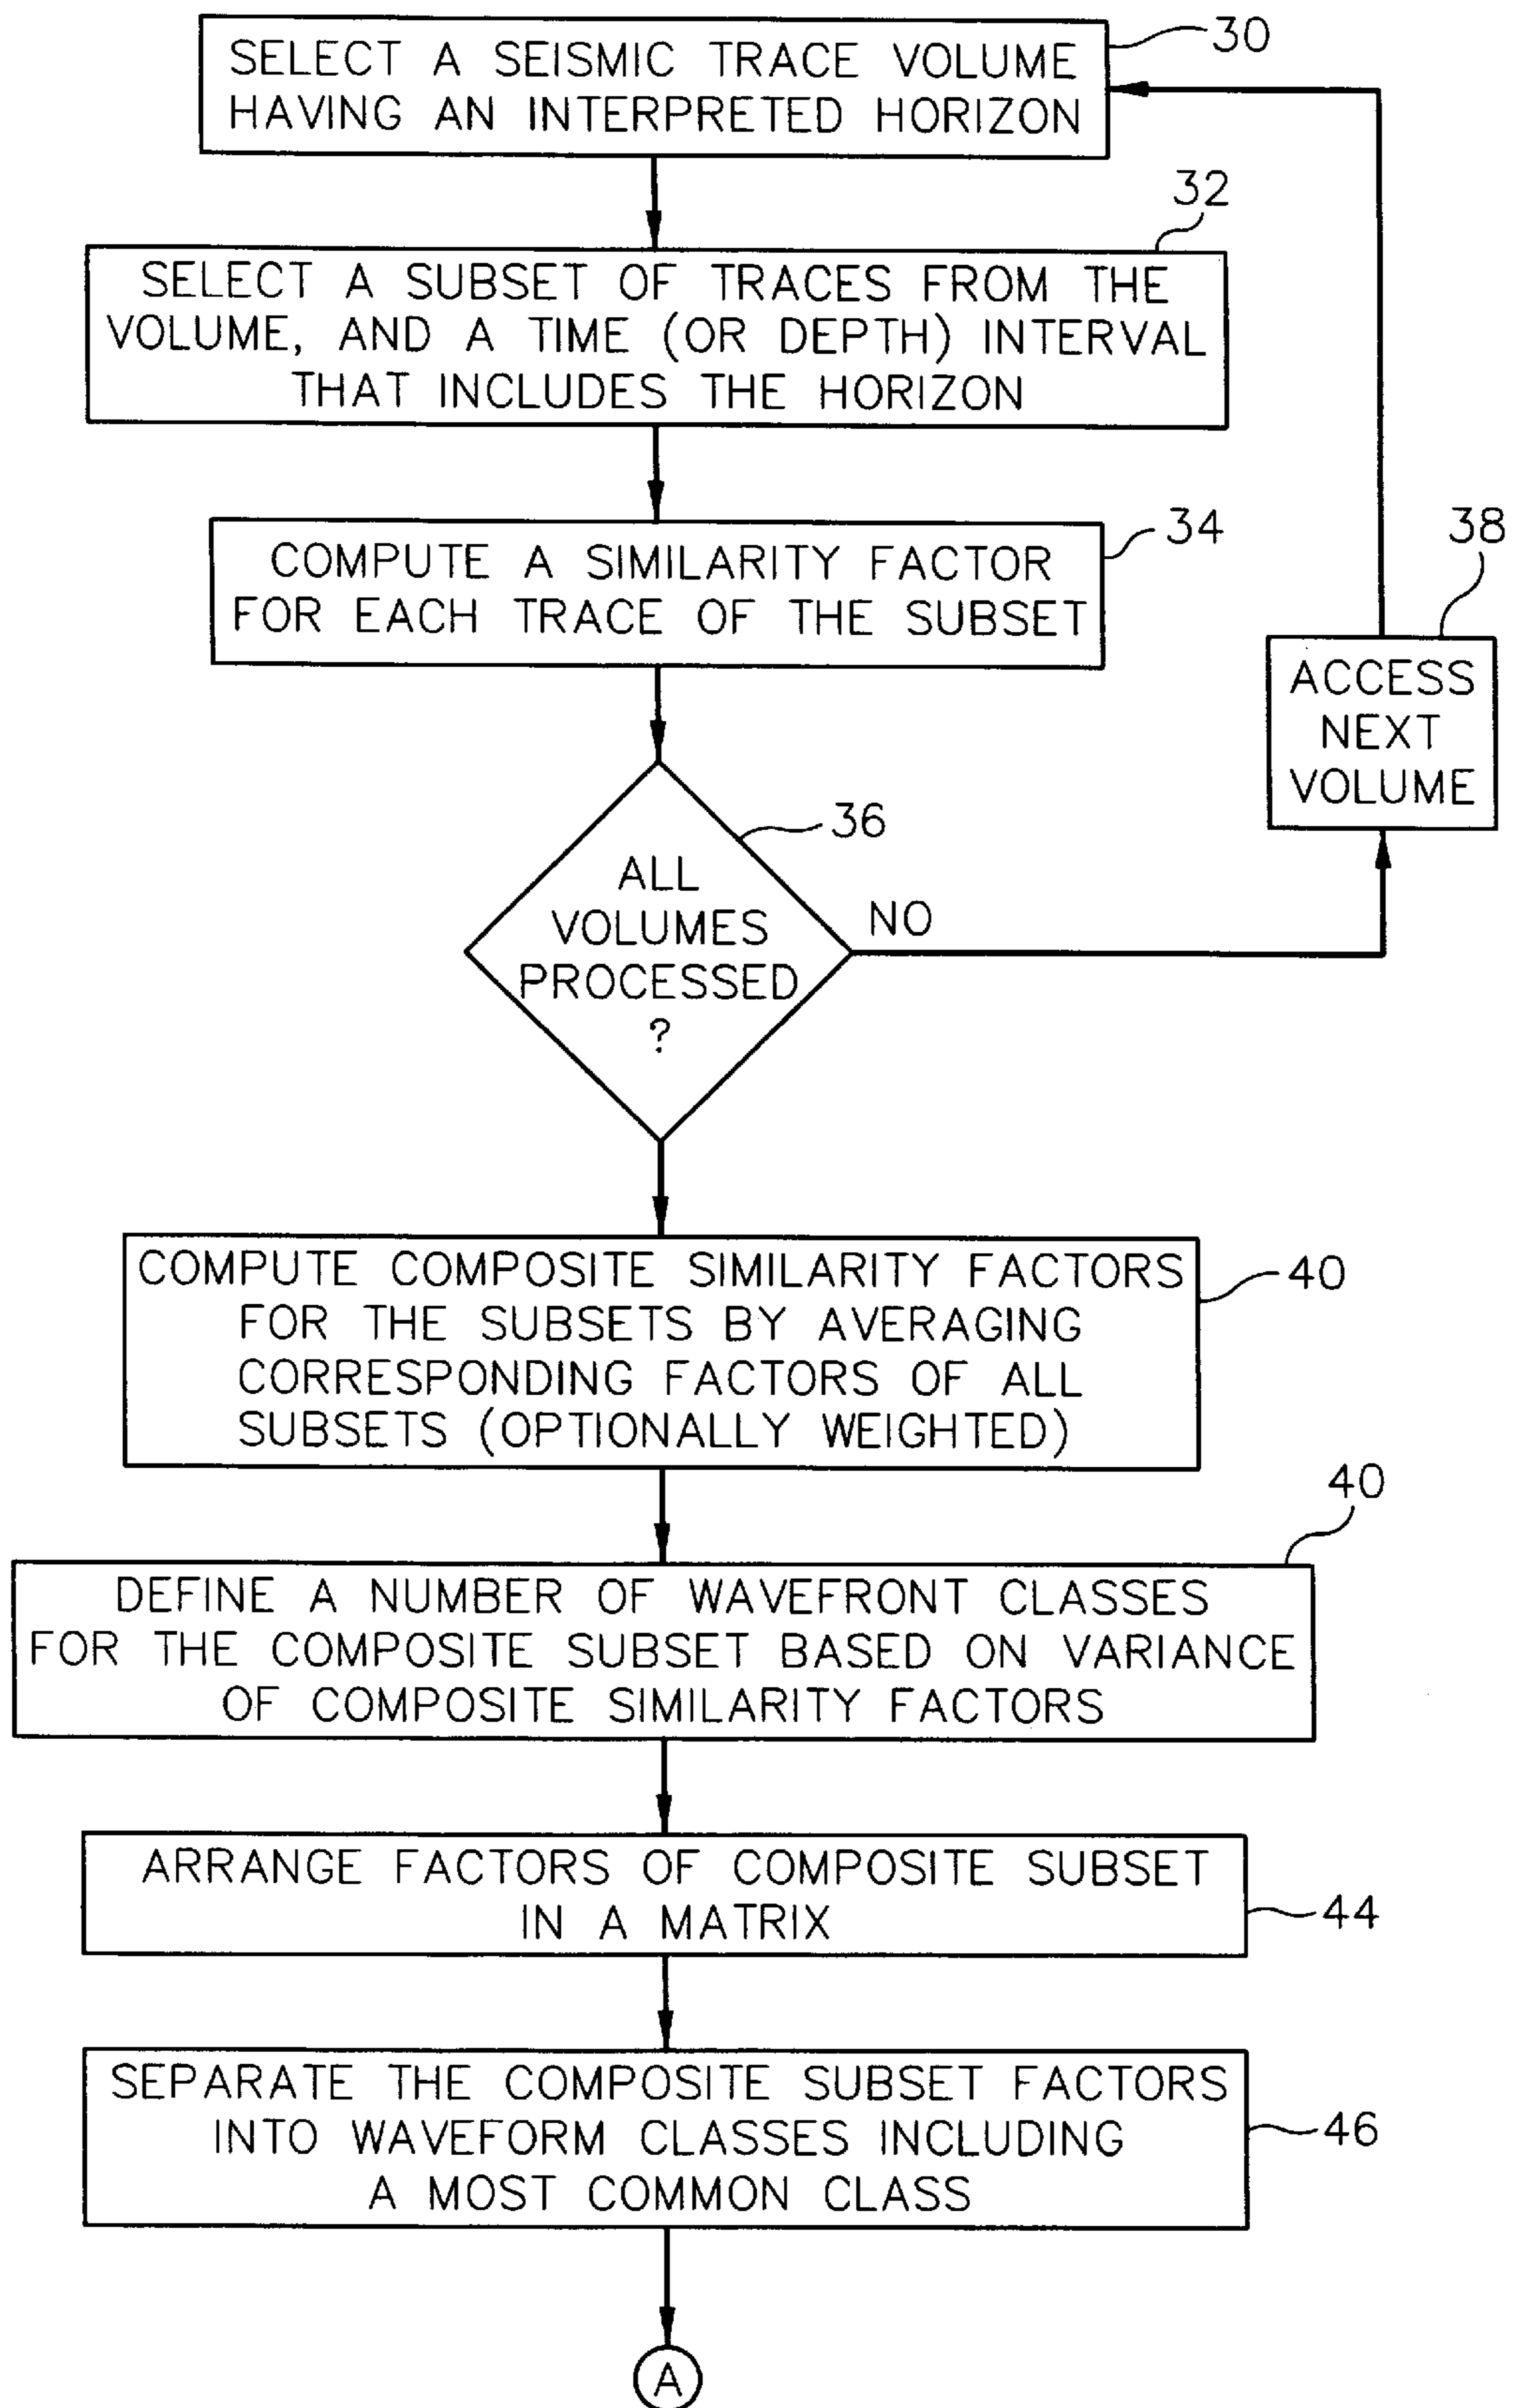 30
SELECT A SEISMIC TRACE VOLUME
HAVING AN INTERPRETED HORIZON
32
SELECT A SUBSET OF TRACES FROM THE
VOLUME, AND A TIME (OR DEPTH) INTERVAL
THAT INCLUDES THE HORIZON
34
COMPUTE A SIMILARITY FACTOR
FOR EACH TRACE OF THE SUBSET
38
ACCESS
NEXT
VOLUME
36
ALL
VOLUMES
PROCESSED
?
NO
COMPUTE COMPOSITE SIMILARITY FACTORS
FOR THE SUBSETS BY AVERAGING
CORRESPONDING FACTORS OF ALL
SUBSETS (OPTIONALLY WEIGHTED)
40
40
DEFINE A NUMBER OF WAVEFRONT CLASSES
FOR THE COMPOSITE SUBSET BASED ON VARIANCE
OF COMPOSITE SIMILARITY FACTORS
ARRANGE FACTORS OF COMPOSITE SUBSET
IN A MATRIX
44
SEPARATE THE COMPOSITE SUBSET FACTORS
INTO WAVEFORM CLASSES INCLUDING
A MOST COMMON CLASS
46
A